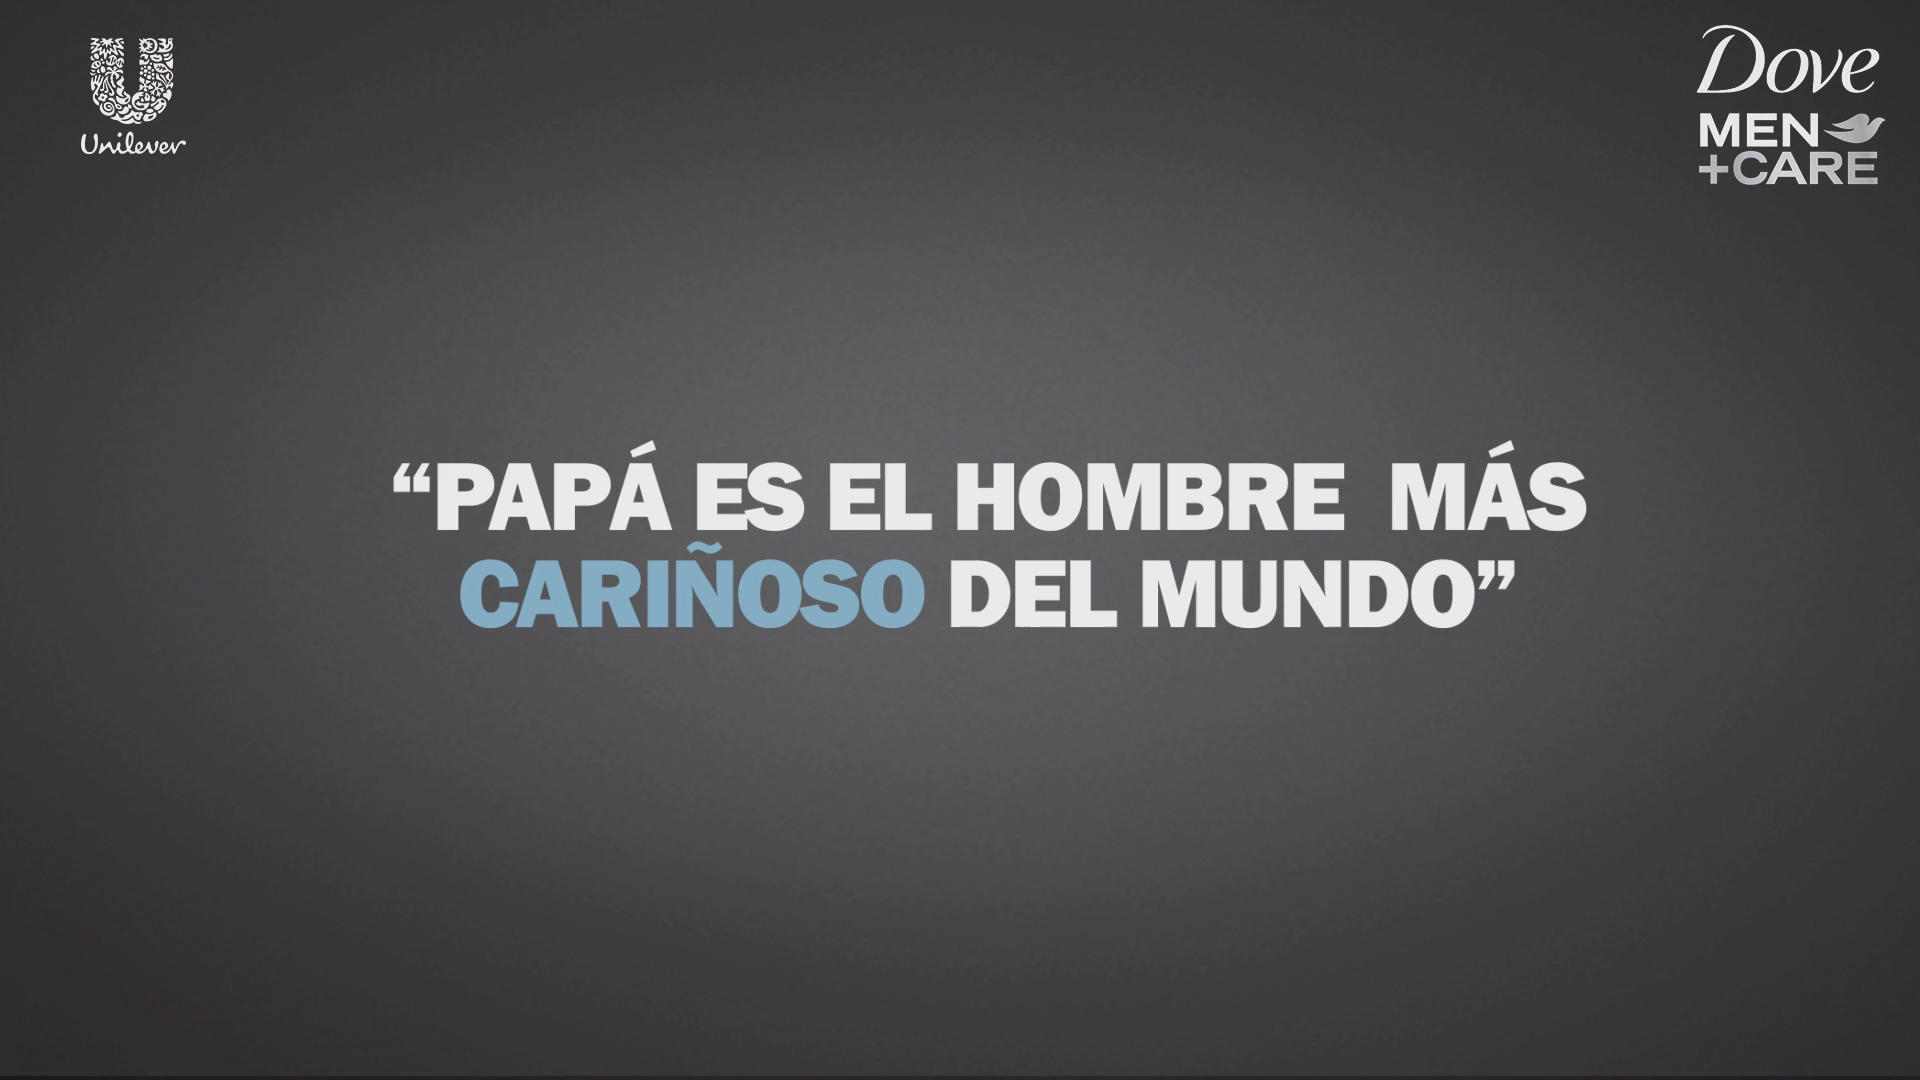 Unilever
Dove
MEN
+CARE
“PAPÁ ES EL HOMBRE MÁS
CARIÑOSO DEL MUNDO”